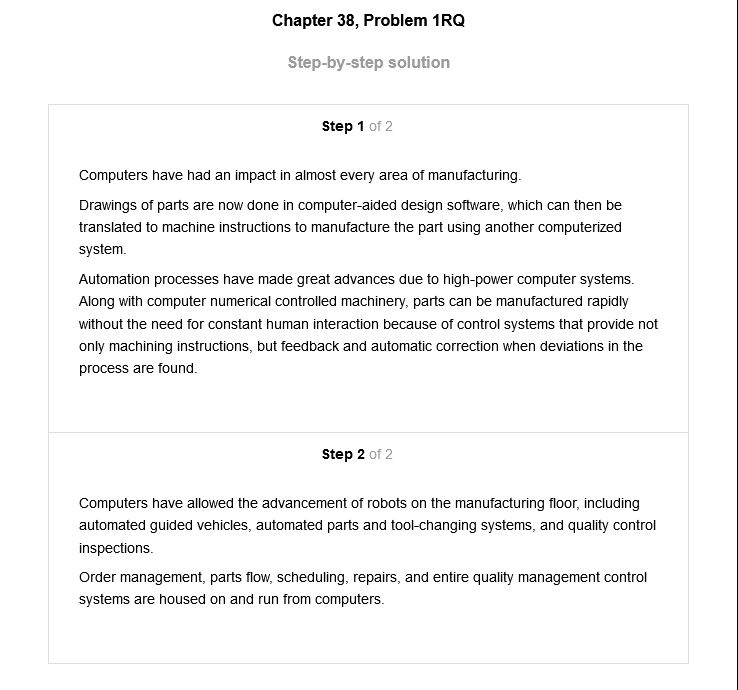 Chapter 38, Problem 1RQ
Step-by-step solution
Step 1 of 2
Computers have had an impact in almost every area of manufacturing.
Drawings of parts are now done in computer-aided design software, which can then be
translated to machine instructions to manufacture the part using another computerized
system.
Automation processes have made great advances due to high-power computer systems.
Along with computer numerical controlled machinery, parts can be manufactured rapidly
without the need for constant human interaction because of control systems that provide not
only machining instructions, but feedback and automatic correction when deviations in the
process are found.
Step 2 of 2
Computers have allowed the advancement of robots on the manufacturing floor, including
automated guided vehicles, automated parts and tool-changing systems, and quality control
inspections.
Order management, parts flow, scheduling, repairs, and entire quality management control
systems are housed on and run from computers.